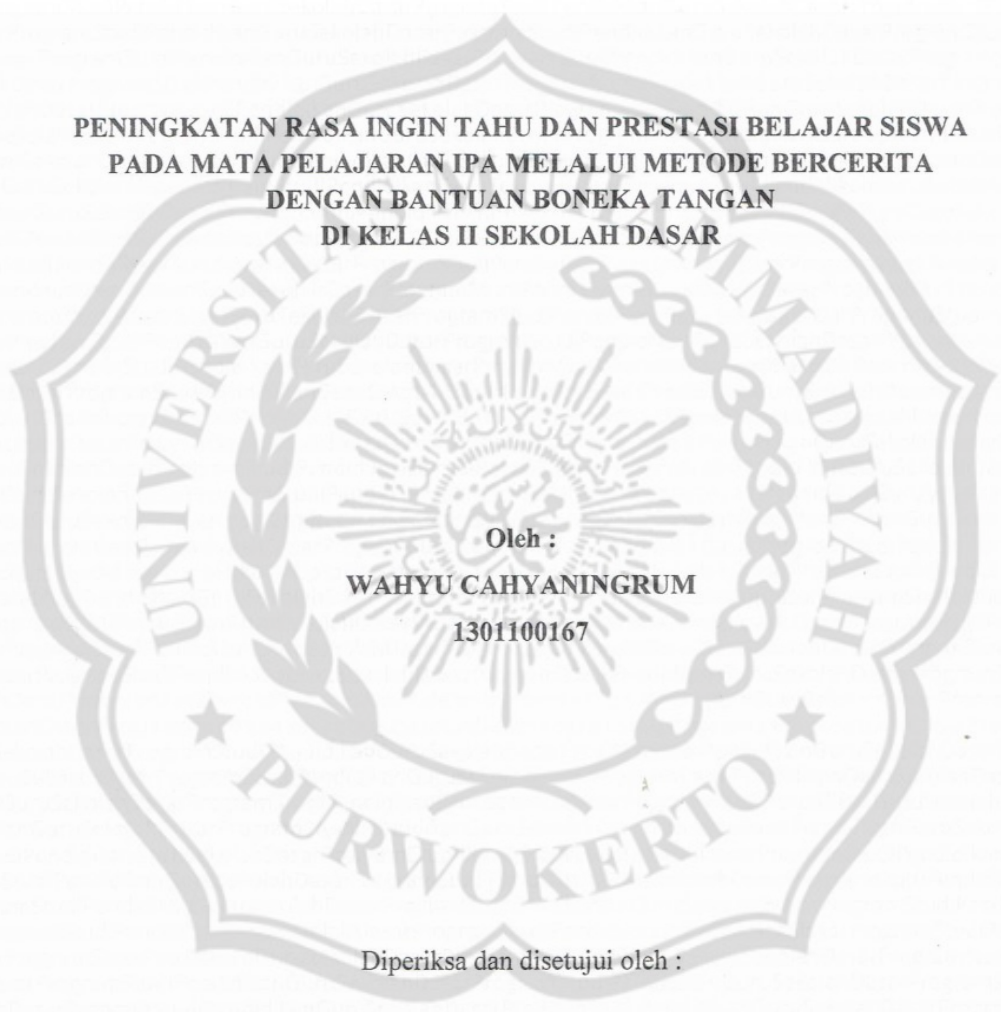 PENINGKATAN RASA INGIN TAHU DAN PRESTASI BELAJAR SISWA
PADA MATA PELAJARAN IPA MELALUI METODE BERCERITA
DENGAN BANTUAN BONEKA TANGAN
DI KELAS II SEKOLAH DASAR
UNIVERSITAS MUHAMMADIYAH
Oleh :
WAHYU CAHYANINGRUM
1301100167
PURWOKERTO
Diperiksa dan disetujui oleh :